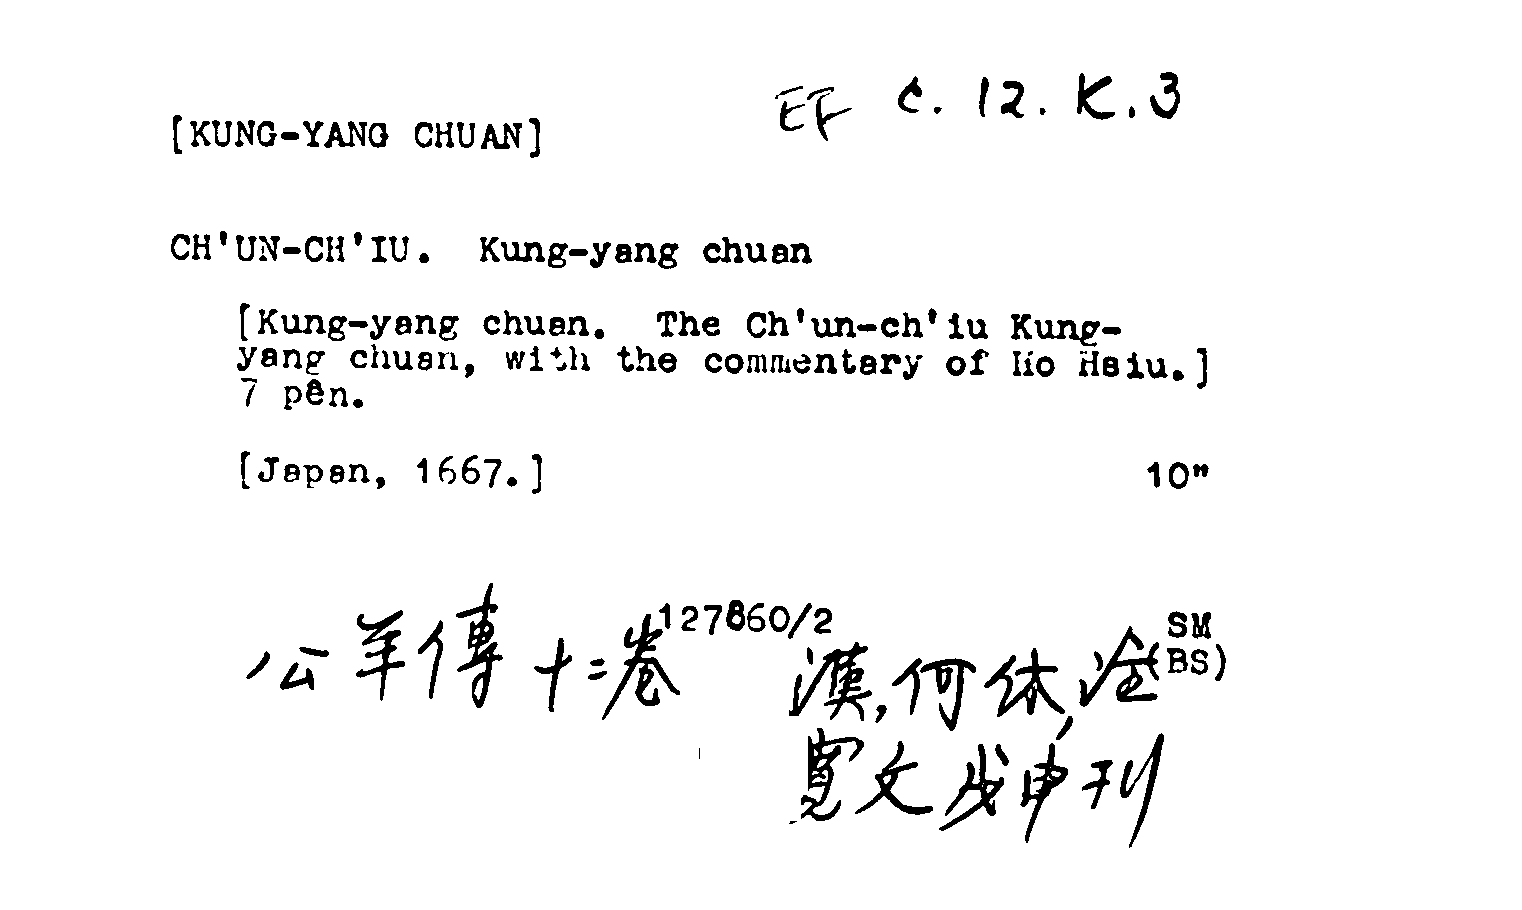 EF C. 12. K. 3
[KUNG-YANG CHUAN]
CH'UN-CH'IU. Kung-yang chuan
[Kung-yang chuan. The Ch'un-ch'iu Kung-
yang chuan, with the commentary of Ho Hsiu.]
7 pên.
[Japan, 1667.] 10"
127860/2
SM
(BS)
公羊傳十二卷 漢,何休,詮
寬文戊申刊